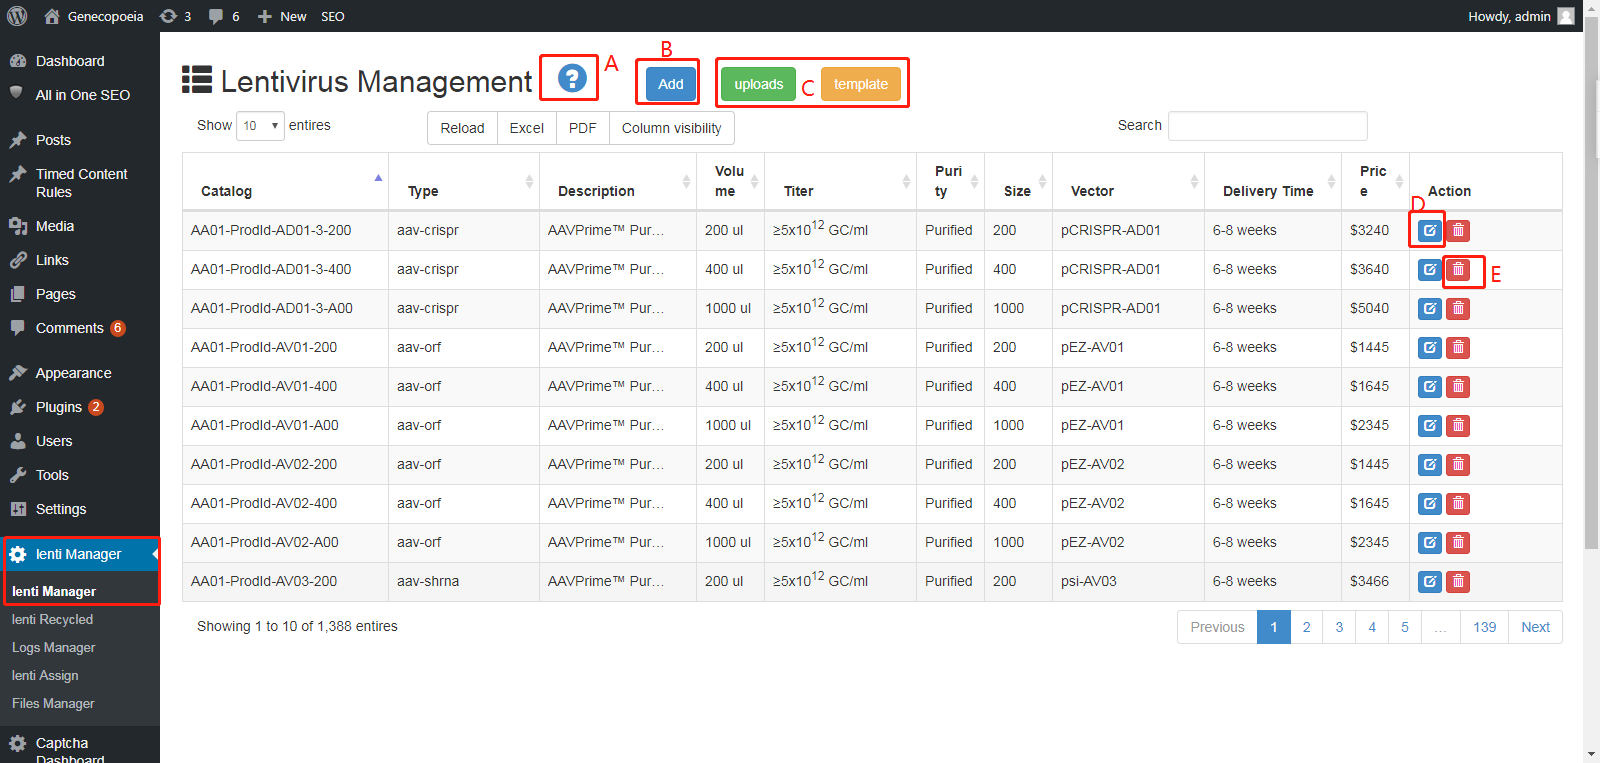 Genecopoeia 3 6 New SEO Howdy, admin
Dashboard
All in One SEO
Posts
Timed Content
Rules
Media
Links
Pages
Comments 6
Appearance
Plugins 2
Users
Tools
Settings
lenti Manager
lenti Manager
lenti Recycled
Logs Manager
lenti Assign
Files Manager
Captcha
Dashboard
Lentivirus Management ? A B Add uploads C template
Show 10 entires Reload Excel PDF Column visibility Search
Catalog Type Description Volu
me Titer Puri
ty Size Vector Delivery Time Pric
e Action
D
AA01-ProdId-AD01-3-200 aav-crispr AAVPrime™ Pur... 200 ul ≥5x10¹² GC/ml Purified 200 pCRISPR-AD01 6-8 weeks $3240
AA01-ProdId-AD01-3-400 aav-crispr AAVPrime™ Pur... 400 ul ≥5x10¹² GC/ml Purified 400 pCRISPR-AD01 6-8 weeks $3640 E
AA01-ProdId-AD01-3-A00 aav-crispr AAVPrime™ Pur... 1000 ul ≥5x10¹² GC/ml Purified 1000 pCRISPR-AD01 6-8 weeks $5040
AA01-ProdId-AV01-200 aav-orf AAVPrime™ Pur... 200 ul ≥5x10¹² GC/ml Purified 200 pEZ-AV01 6-8 weeks $1445
AA01-ProdId-AV01-400 aav-orf AAVPrime™ Pur... 400 ul ≥5x10¹² GC/ml Purified 400 pEZ-AV01 6-8 weeks $1645
AA01-ProdId-AV01-A00 aav-orf AAVPrime™ Pur... 1000 ul ≥5x10¹² GC/ml Purified 1000 pEZ-AV01 6-8 weeks $2345
AA01-ProdId-AV02-200 aav-orf AAVPrime™ Pur... 200 ul ≥5x10¹² GC/ml Purified 200 pEZ-AV02 6-8 weeks $1445
AA01-ProdId-AV02-400 aav-orf AAVPrime™ Pur... 400 ul ≥5x10¹² GC/ml Purified 400 pEZ-AV02 6-8 weeks $1645
AA01-ProdId-AV02-A00 aav-orf AAVPrime™ Pur... 1000 ul ≥5x10¹² GC/ml Purified 1000 pEZ-AV02 6-8 weeks $2345
AA01-ProdId-AV03-200 aav-shrna AAVPrime™ Pur... 200 ul ≥5x10¹² GC/ml Purified 200 psi-AV03 6-8 weeks $3466
Showing 1 to 10 of 1,388 entires Previous 1 2 3 4 5 ... 139 Next